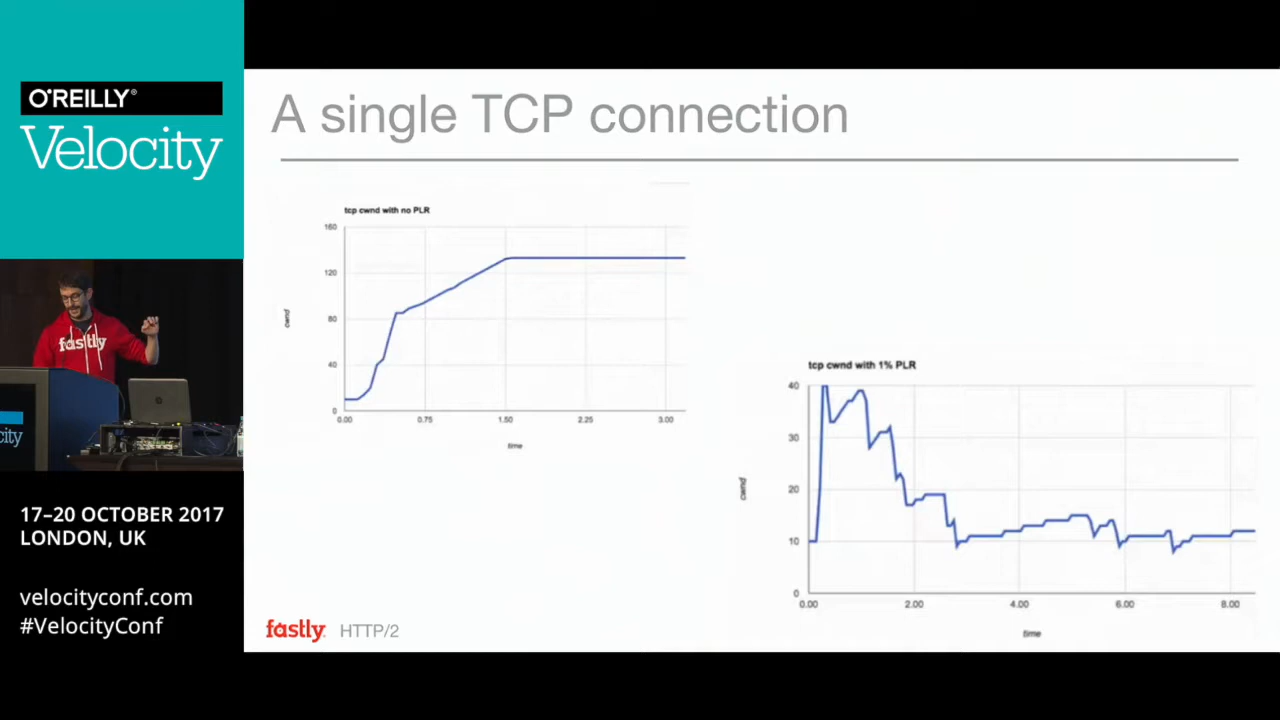 O'REILLY®
Velocity
17–20 OCTOBER 2017
LONDON, UK
velocityconf.com
#VelocityConf
fastly
city
A single TCP connection
tcp cwnd with no PLR
160
120
80
40
0
cwnd
0.00 0.75 1.50 2.25 3.00
time
tcp cwnd with 1% PLR
40
30
20
10
0
cwnd
0.00 2.00 4.00 6.00 8.00
time
fastly HTTP/2